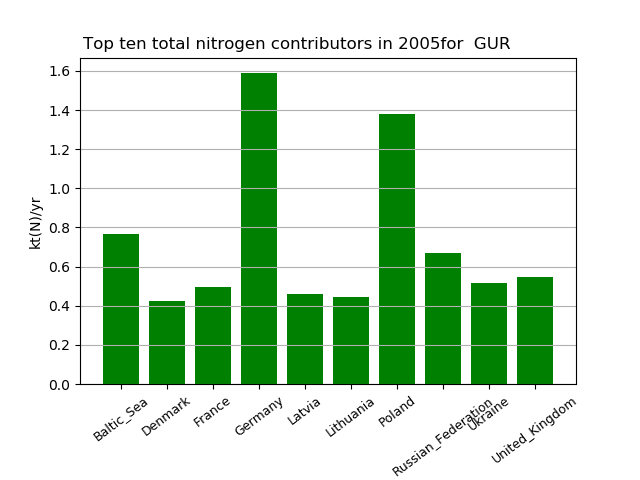 Top ten total nitrogen contributors in 2005for  GUR
kt(N)/yr
1.6
1.4
1.2
1.0
0.8
0.6
0.4
0.2
0.0
Baltic_Sea
Denmark
France
Germany
Latvia
Lithuania
Poland
Russian_Federation
Ukraine
United_Kingdom